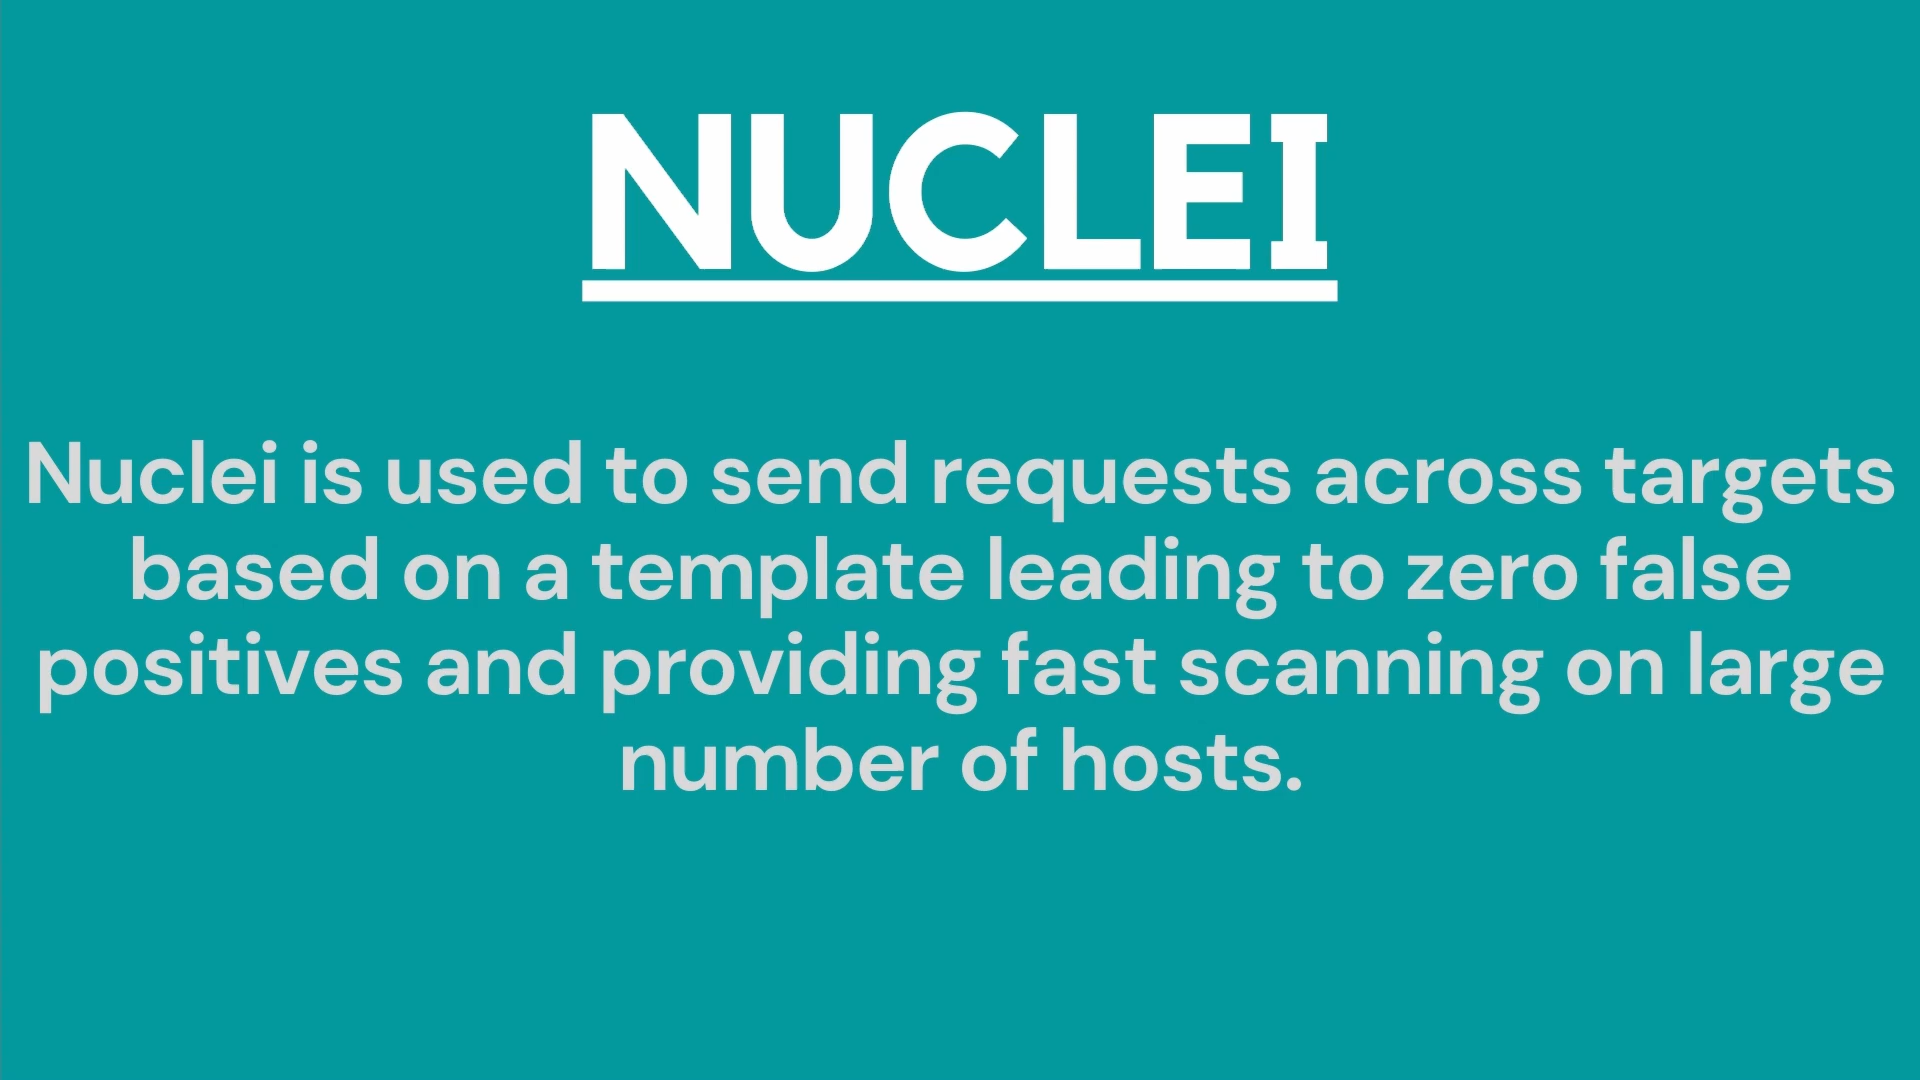 NUCLEI
Nuclei is used to send requests across targets
based on a template leading to zero false
positives and providing fast scanning on large
number of hosts.